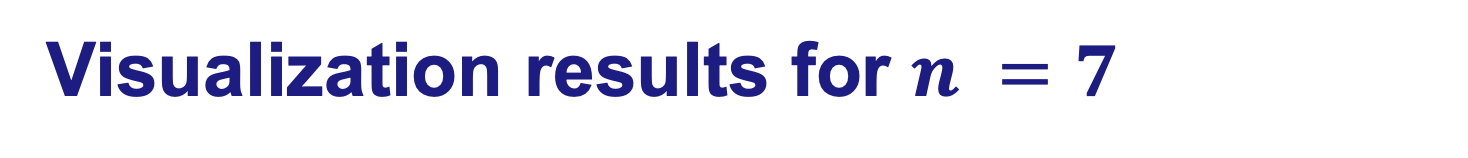 Visualization results for n = 7